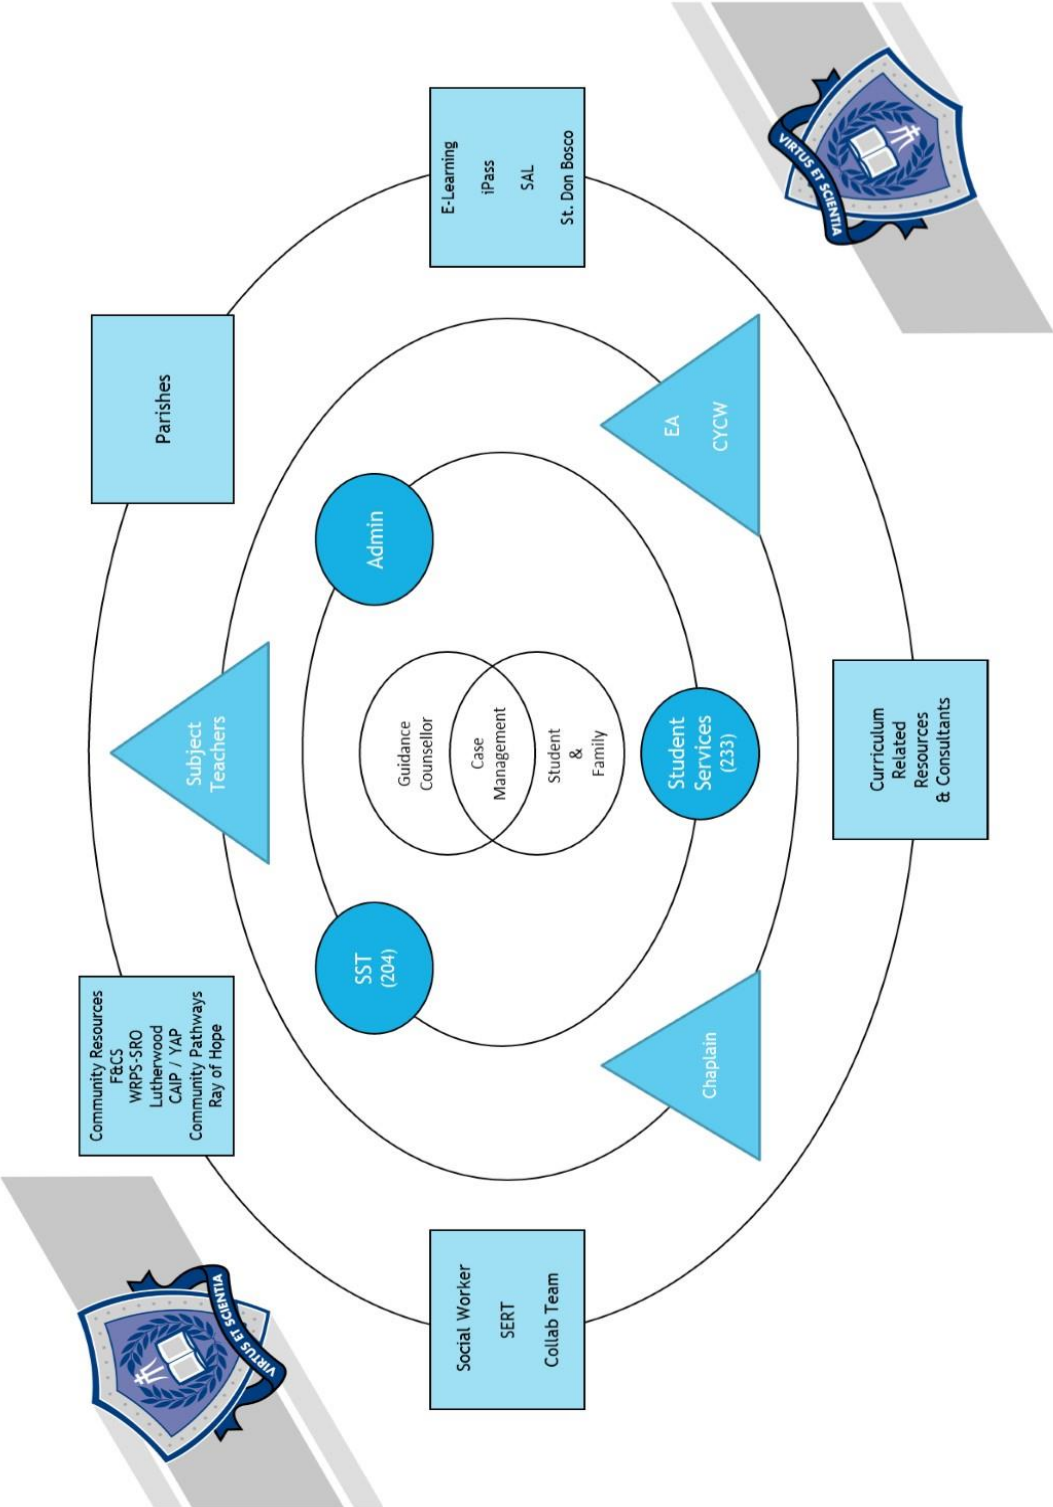 VIRTUS ET SCIENTIA
Community Resources
F&CS
WRPS-SRO
Lutherwood
CAIP / YAP
Community Pathways
Ray of Hope
Subject
Teachers
Parishes
SST
(204)
Admin
Guidance
Counsellor
Case
Management
Student
&
Family
Social Worker
SERT
Collab Team
E-Learning
iPass
SAL
St. Don Bosco
Student
Services
(233)
Chaplain
EA
CYCW
Curriculum
Related
Resources
& Consultants
VIRTUS ET SCIENTIA